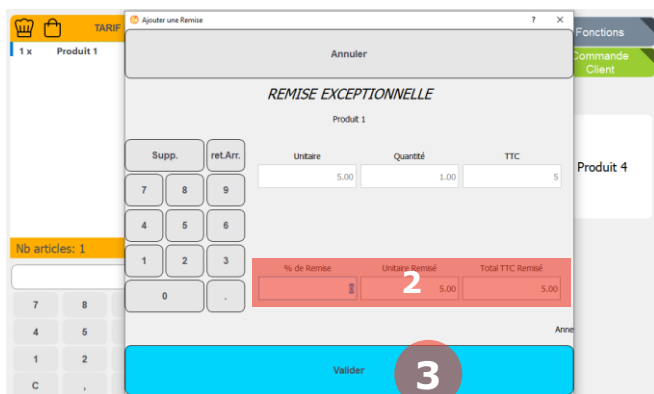 Ajouter une Remise ? ×
TARIF
Fonctions
Commande
Client
1 x Produit 1
Annuler
REMISE EXCEPTIONNELLE
Produit 1
Supp. ret.Arr.
Unitaire Quantité TTC
5.00 1.00 5
7 8 9
4 5 6
1 2 3
0 .
Produit 4
Nb articles: 1
% de Remise Unitaire Remisé Total TTC Remisé
2
5.00 5.00
Anne
7 8
4 5
1 2
C ,
Valider
3